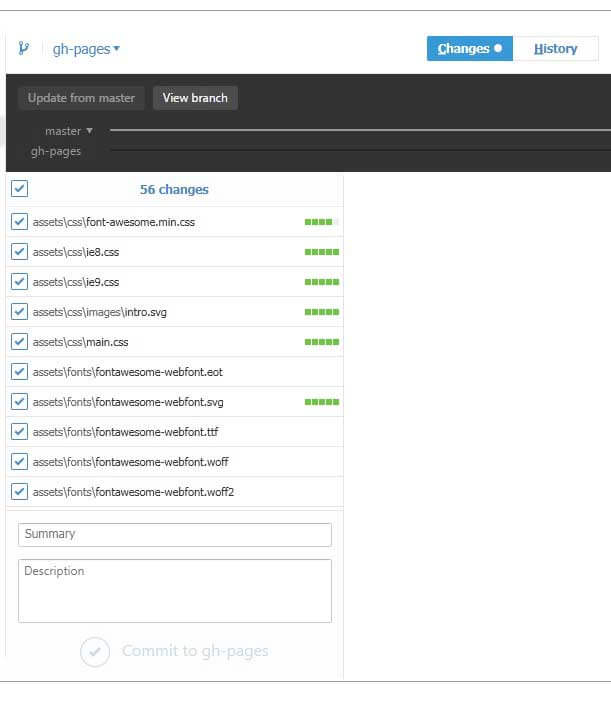 gh-pages
Changes History
Update from master View branch
master
gh-pages
56 changes
assets\css\font-awesome.min.css
assets\css\ie8.css
assets\css\ie9.css
assets\css\images\intro.svg
assets\css\main.css
assets\fonts\fontawesome-webfont.eot
assets\fonts\fontawesome-webfont.svg
assets\fonts\fontawesome-webfont.ttf
assets\fonts\fontawesome-webfont.woff
assets\fonts\fontawesome-webfont.woff2
Summary
Description
Commit to gh-pages